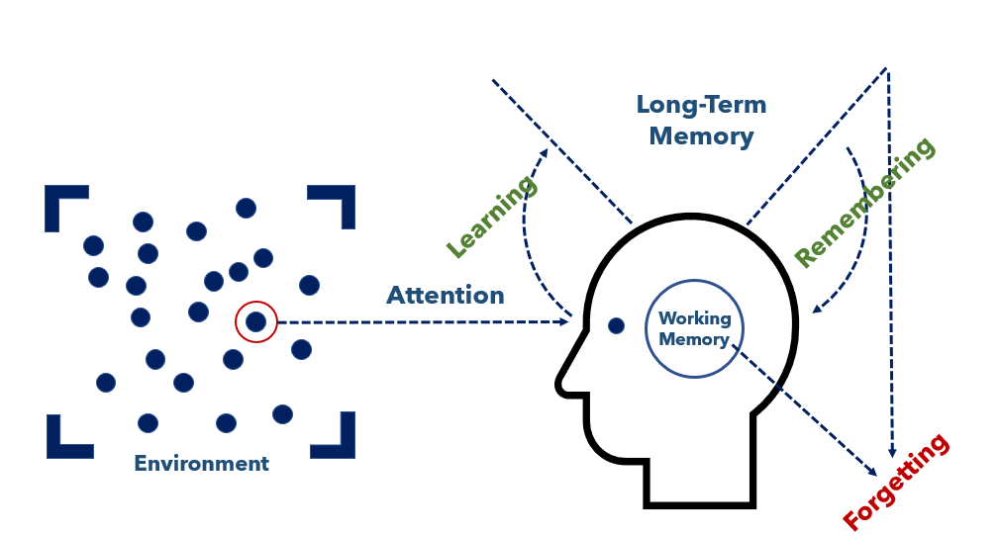 Long-Term
Memory
Learning
Remembering
Attention
Working
Memory
Environment
Forgetting